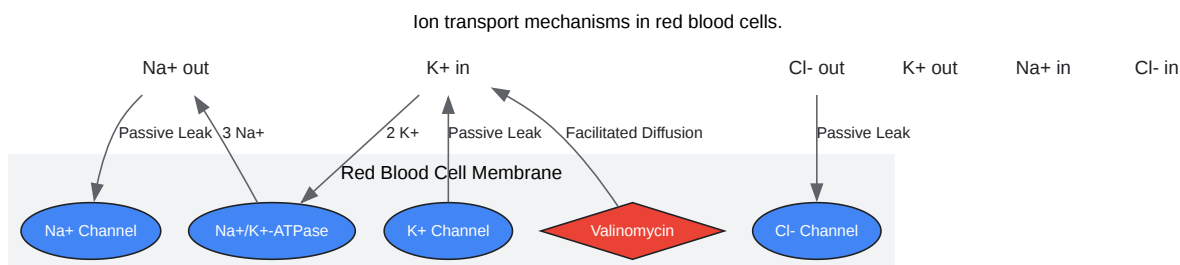 Ion transport mechanisms in red blood cells.
Na+ out
K+ in
Cl- out
K+ out
Na+ in
Cl- in
Passive Leak
3 Na+
2 K+
Passive Leak
Facilitated Diffusion
Passive Leak
Red Blood Cell Membrane
Na+ Channel
Na+/K+-ATPase
K+ Channel
Valinomycin
Cl- Channel